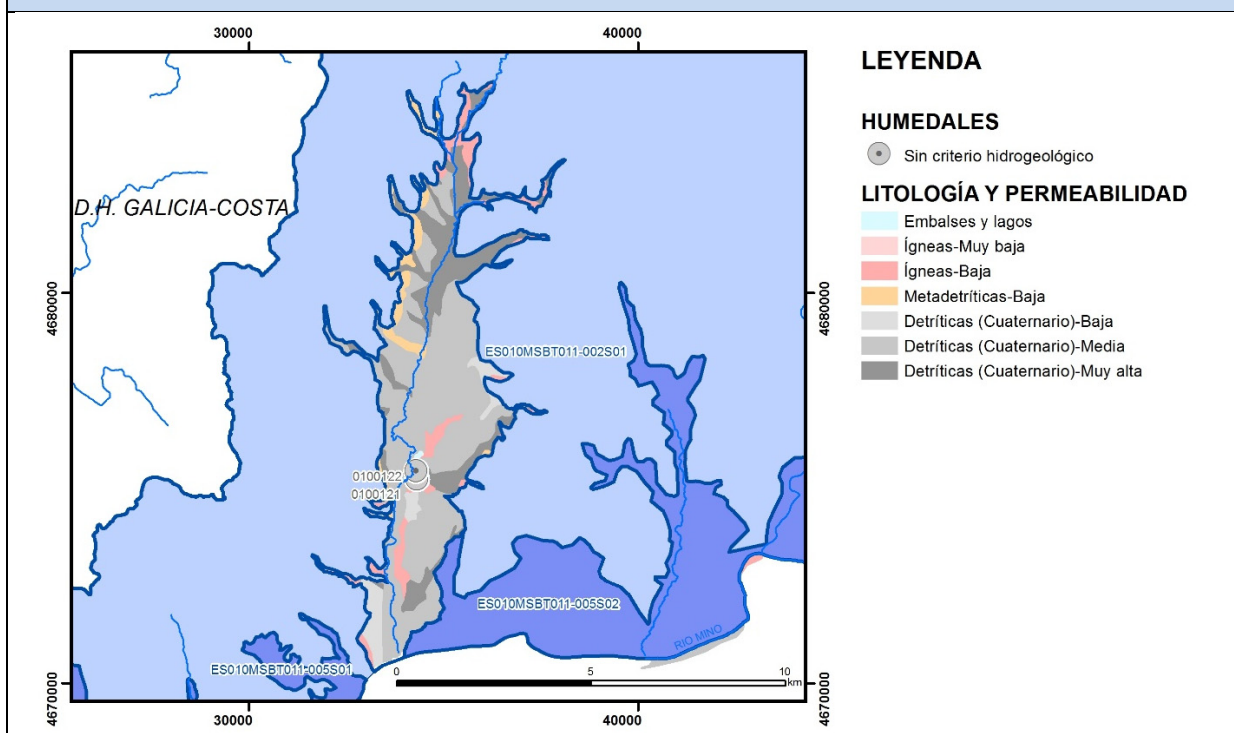 30000
40000
D.H. GALICIA-COSTA
4680000
4680000
ES010MSBT011-002S01
0100122
0100121
ES010MSBT011-005S02
RIO MIÑO
ES010MSBT011-005S01
0
5
10
km
4670000
4670000
30000
40000
LEYENDA
HUMEDALES
Sin criterio hidrogeológico
LITOLOGÍA Y PERMEABILIDAD
Embalses y lagos
Ígneas-Muy baja
Ígneas-Baja
Metadetríticas-Baja
Detríticas (Cuaternario)-Baja
Detríticas (Cuaternario)-Media
Detríticas (Cuaternario)-Muy alta